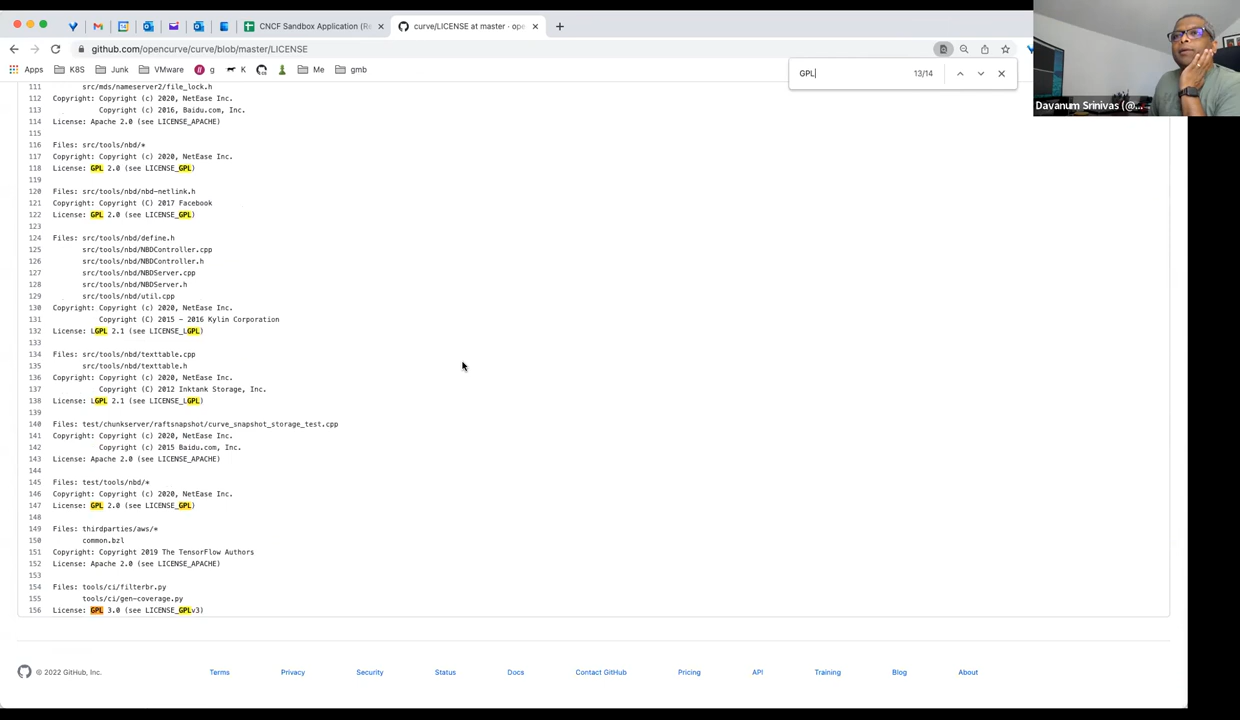 CNCF Sandbox Application (Re
curve/LICENSE at master · ope
github.com/opencurve/curve/blob/master/LICENSE
Apps
K8S
Junk
VMware
g
K
Me
gmb
GPL
13/14
Davanum Srinivas (@...
111 src/mds/nameserver2/file_lock.h
112 Copyright: Copyright (c) 2020, NetEase Inc.
113 Copyright (c) 2016, Baidu.com, Inc.
114 License: Apache 2.0 (see LICENSE_APACHE)
115
116 Files: src/tools/nbd/*
117 Copyright: Copyright (c) 2020, NetEase Inc.
118 License: GPL 2.0 (see LICENSE_GPL)
119
120 Files: src/tools/nbd/nbd-netlink.h
121 Copyright: Copyright (C) 2017 Facebook
122 License: GPL 2.0 (see LICENSE_GPL)
123
124 Files: src/tools/nbd/define.h
125 src/tools/nbd/NBDController.cpp
126 src/tools/nbd/NBDController.h
127 src/tools/nbd/NBDServer.cpp
128 src/tools/nbd/NBDServer.h
129 src/tools/nbd/util.cpp
130 Copyright: Copyright (c) 2020, NetEase Inc.
131 Copyright (C) 2015 - 2016 Kylin Corporation
132 License: LGPL 2.1 (see LICENSE_LGPL)
133
134 Files: src/tools/nbd/texttable.cpp
135 src/tools/nbd/texttable.h
136 Copyright: Copyright (c) 2020, NetEase Inc.
137 Copyright (C) 2012 Inktank Storage, Inc.
138 License: LGPL 2.1 (see LICENSE_LGPL)
139
140 Files: test/chunkserver/raftsnapshot/curve_snapshot_storage_test.cpp
141 Copyright: Copyright (c) 2020, NetEase Inc.
142 Copyright (c) 2015 Baidu.com, Inc.
143 License: Apache 2.0 (see LICENSE_APACHE)
144
145 Files: test/tools/nbd/*
146 Copyright: Copyright (c) 2020, NetEase Inc.
147 License: GPL 2.0 (see LICENSE_GPL)
148
149 Files: thirdparties/aws/*
150 common.bzl
151 Copyright: Copyright 2019 The TensorFlow Authors
152 License: Apache 2.0 (see LICENSE_APACHE)
153
154 Files: tools/ci/filterbr.py
155 tools/ci/gen-coverage.py
156 License: GPL 3.0 (see LICENSE_GPLv3)
© 2022 GitHub, Inc.
Terms
Privacy
Security
Status
Docs
Contact GitHub
Pricing
API
Training
Blog
About